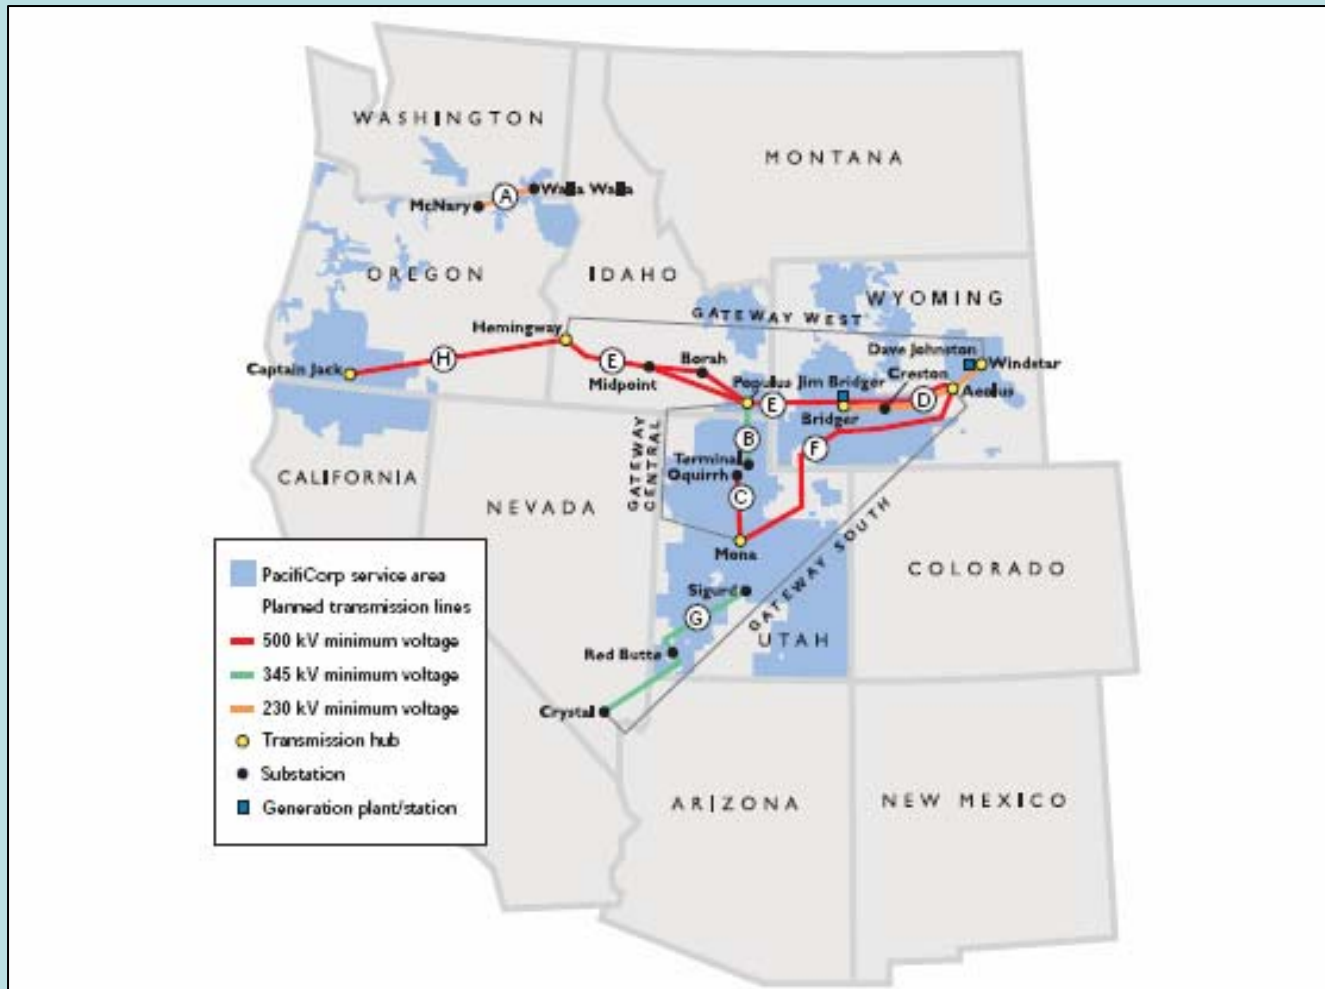 WASHINGTON
MONTANA
A
Walla Walla
McNary
OREGON
IDAHO
WYOMING
GATEWAY WEST
Hemingway
Dave Johnston
Windstar
Captain Jack
H
E
Borah
Creston
Midpoint
Populus
Jim Bridger
Aeolus
E
D
Bridger
B
F
GATEWAY
CENTRAL
Terminal
Oquirrh
CALIFORNIA
C
NEVADA
Mona
GATEWAY SOUTH
COLORADO
Sigurd
G
UTAH
Red Butte
Crystal
ARIZONA
NEW MEXICO
PacifiCorp service area
Planned transmission lines
500 kV minimum voltage
345 kV minimum voltage
230 kV minimum voltage
Transmission hub
Substation
Generation plant/station